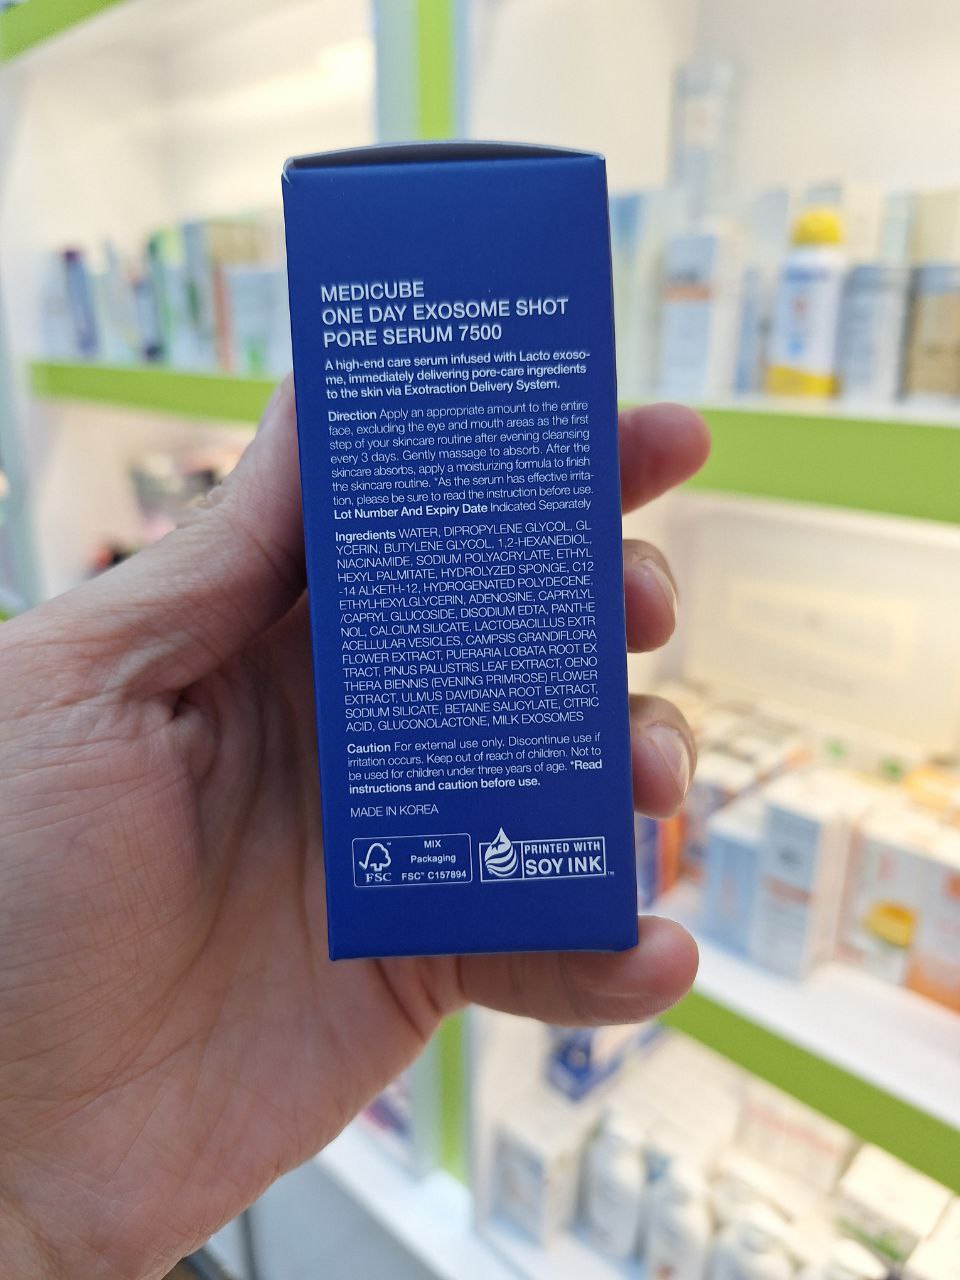 MEDICUBE
ONE DAY EXOSOME SHOT
PORE SERUM 7500
A high-end care serum infused with Lacto exoso-
me, immediately delivering pore-care ingredients
to the skin via Exotraction Delivery System.
Direction Apply an appropriate amount to the entire
face, excluding the eye and mouth areas as the first
step of your skincare routine after evening cleansing
every 3 days. Gently massage to absorb. After the
skincare absorbs, apply a moisturizing formula to finish
the skincare routine. *As the serum has effective irrita-
tion, please be sure to read the instruction before use.
Lot Number And Expiry Date Indicated Separately
Ingredients WATER, DIPROPYLENE GLYCOL, GL
YCERIN, BUTYLENE GLYCOL, 1,2-HEXANEDIOL,
NIACINAMIDE, SODIUM POLYACRYLATE, ETHYL
HEXYL PALMITATE, HYDROLYZED SPONGE, C12
-14 ALKETH-12, HYDROGENATED POLYDECENE,
ETHYLHEXYLGLYCERIN, ADENOSINE, CAPRYLYL
/CAPRYL GLUCOSIDE, DISODIUM EDTA, PANTHE
NOL, CALCIUM SILICATE, LACTOBACILLUS EXTR
ACELLULAR VESICLES, CAMPSIS GRANDIFLORA
FLOWER EXTRACT, PUERARIA LOBATA ROOT EX
TRACT, PINUS PALUSTRIS LEAF EXTRACT, OENO
THERA BIENNIS (EVENING PRIMROSE) FLOWER
EXTRACT, ULMUS DAVIDIANA ROOT EXTRACT,
SODIUM SILICATE, BETAINE SALICYLATE, CITRIC
ACID, GLUCONOLACTONE, MILK EXOSOMES
Caution For external use only. Discontinue use if
irritation occurs. Keep out of reach of children. Not to
be used for children under three years of age. *Read
instructions and caution before use.
MADE IN KOREA
FSC
MIX
Packaging
FSC™ C157894
PRINTED WITH
SOY INK™